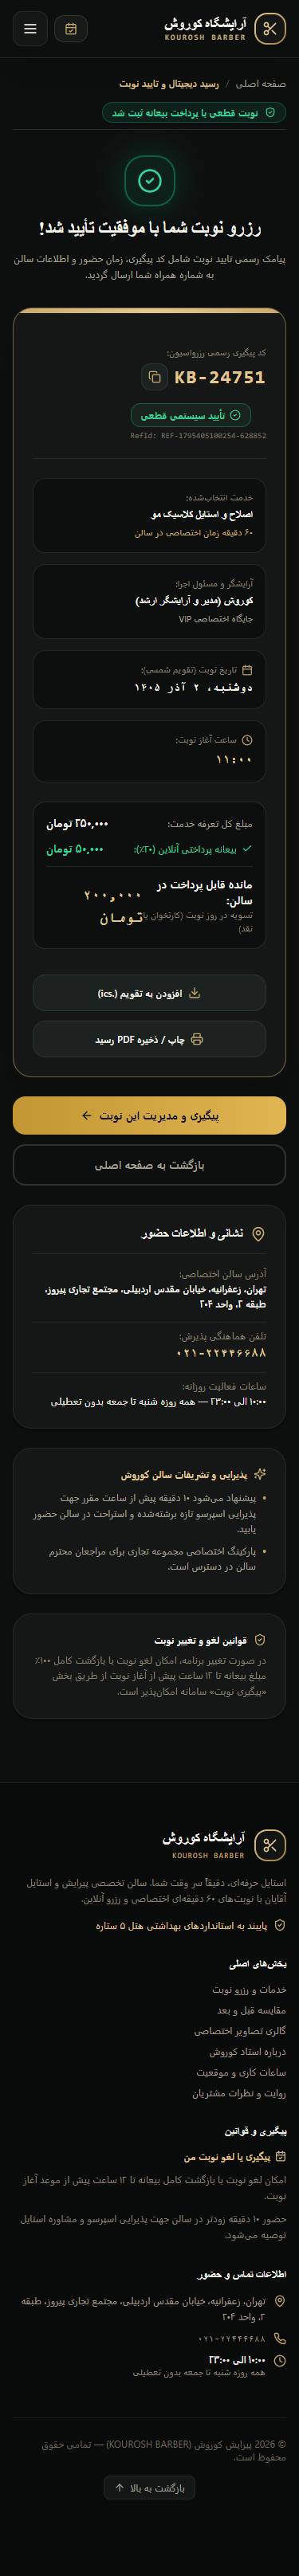 آرایشگاه کوروش
KOUROSH BARBER
صفحه اصلی / رسید دیجیتال و تایید نوبت
نوبت قطعی با پرداخت بیعانه ثبت شد
رزرو نوبت شما با موفقیت تأیید شد!
پیامک رسمی تایید نوبت شامل کد پیگیری، زمان حضور و اطلاعات سالن
به شماره همراه شما ارسال گردید.
کد پیگیری رسمی رزرواسیون:
KB-24751
تأیید سیستمی قطعی
RefId: REF-1795405100254-628852
خدمت انتخاب‌شده:
اصلاح و استایل کلاسیک مو
۶۰ دقیقه زمان اختصاصی در سالن
آرایشگر و مسئول اجرا:
کوروش (مدیر و آرایشگر ارشد)
جایگاه اختصاصی VIP
تاریخ نوبت (تقویم شمسی):
دوشنبه، ۲ آذر ۱۴۰۵
ساعت آغاز نوبت:
۱۱:۰۰
مبلغ کل تعرفه خدمت: ۲۵۰,۰۰۰ تومان
بیعانه پرداختی آنلاین (۲۰٪): ۵۰,۰۰۰ تومان
مانده قابل پرداخت در
سالن:
تسویه در روز نوبت (کارتخوان یا
نقد)
۲۰۰,۰۰۰
تومان
افزودن به تقویم (.ics)
چاپ / ذخیره PDF رسید
پیگیری و مدیریت این نوبت
بازگشت به صفحه اصلی
نشانی و اطلاعات حضور
آدرس سالن اختصاصی:
تهران، زعفرانیه، خیابان مقدس اردبیلی، مجتمع تجاری پیروز،
طبقه ۲، واحد ۲۰۴
تلفن هماهنگی پذیرش:
۰۲۱-۲۲۴۴۶۶۸۸
ساعات فعالیت روزانه:
۱۰:۰۰ الی ۲۳:۰۰ — همه روزه شنبه تا جمعه بدون تعطیلی
پذیرایی و تشریفات سالن کوروش
• پیشنهاد می‌شود ۱۰ دقیقه پیش از ساعت مقرر جهت
پذیرایی اسپرسو تازه برشته‌شده و استراحت در سالن حضور
یابید.
• پارکینگ اختصاصی مجموعه تجاری برای مراجعان محترم
سالن در دسترس است.
قوانین لغو و تغییر نوبت
در صورت تغییر برنامه، امکان لغو نوبت با بازگشت کامل ۱۰۰٪
مبلغ بیعانه تا ۱۲ ساعت پیش از آغاز نوبت از طریق بخش
«پیگیری نوبت» سامانه امکان‌پذیر است.
آرایشگاه کوروش
KOUROSH BARBER
استایل حرفه‌ای، دقیقاً سر وقت شما. سالن تخصصی پیرایش و استایل
آقایان با نوبت‌های ۶۰ دقیقه‌ای اختصاصی و رزرو آنلاین.
پایبند به استانداردهای بهداشتی هتل ۵ ستاره
بخش‌های اصلی
خدمات و رزرو نوبت
مقایسه قبل و بعد
گالری تصاویر اختصاصی
درباره استاد کوروش
ساعات کاری و موقعیت
روایت و نظرات مشتریان
پیگیری و قوانین
پیگیری یا لغو نوبت من
امکان لغو نوبت با بازگشت کامل بیعانه تا ۱۲ ساعت پیش از موعد آغاز
نوبت.
حضور ۱۰ دقیقه زودتر در سالن جهت پذیرایی اسپرسو و مشاوره استایل
توصیه می‌شود.
اطلاعات تماس و حضور
تهران، زعفرانیه، خیابان مقدس اردبیلی، مجتمع تجاری پیروز، طبقه
۲، واحد ۲۰۴
۰۲۱-۲۲۴۴۶۶۸۸
۱۰:۰۰ الی ۲۳:۰۰
همه روزه شنبه تا جمعه بدون تعطیلی
© 2026 پیرایش کوروش (KOUROSH BARBER) — تمامی حقوق
محفوظ است.
بازگشت به بالا